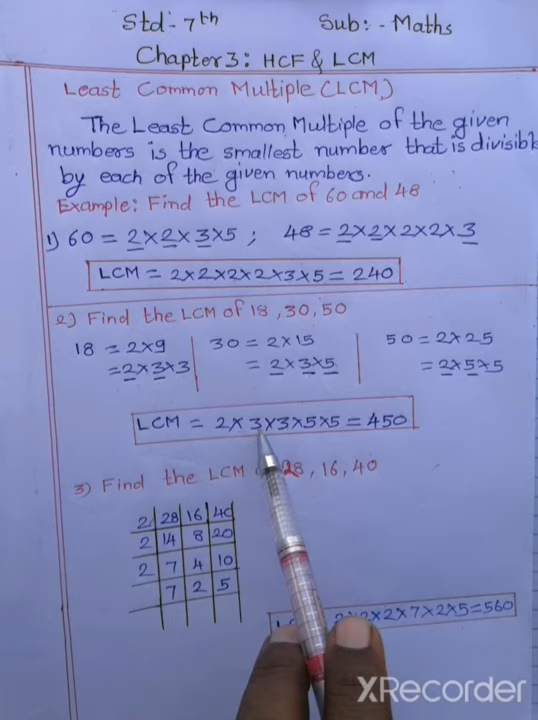 Std:- 7th Sub:- Maths
Chapter 3: HCF & LCM
Least Common Multiple (LCM)
The Least Common Multiple of the given
numbers is the smallest number that is divisibl
by each of the given numbers.
Example: Find the LCM of 60 and 48
1) 60 = 2×2×3×5 ; 48 = 2×2×2×2×3
LCM = 2×2×2×2×3×5 = 240
2) Find the LCM of 18, 30, 50
18 = 2×9 30 = 2×15 50 = 2×25
= 2×3×3 = 2×3×5 = 2×5×5
LCM = 2×3×3×5×5 = 450
3) Find the LCM 28, 16, 40
2 28 16 40
2 14 8 20
2 7 4 10
7 2 5
2×2×7×2×5=560
XRecorder